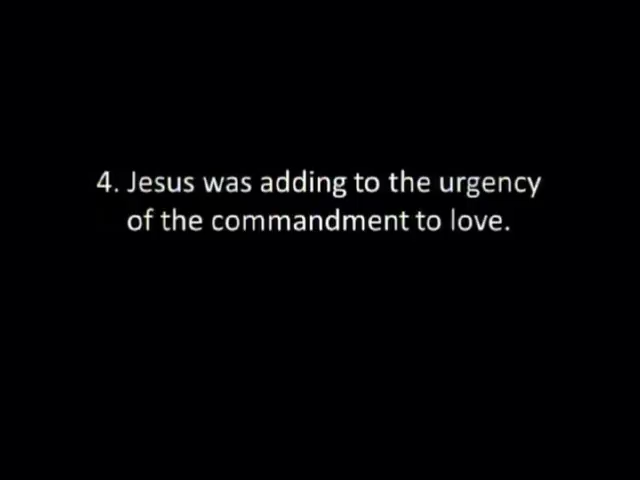 4. Jesus was adding to the urgency
of the commandment to love.